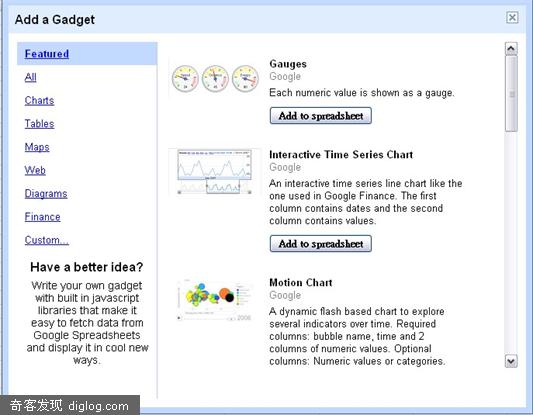 Add a Gadget
Featured
All
Charts
Tables
Maps
Web
Diagrams
Finance
Custom...
Have a better idea?
Write your own gadget
with built in javascript
libraries that make it
easy to fetch data from
Google Spreadsheets
and display it in cool new
ways.
Gauges
Google
Each numeric value is shown as a gauge.
Add to spreadsheet
Interactive Time Series Chart
Google
An interactive time series line chart like the
one used in Google Finance. The first
column contains dates and the second
column contains values.
Add to spreadsheet
Motion Chart
Google
A dynamic flash based chart to explore
several indicators over time. Required
columns: bubble name, time and 2
columns of numeric values. Optional
columns: Numeric values or categories.
2006
奇客发现 diglog.com